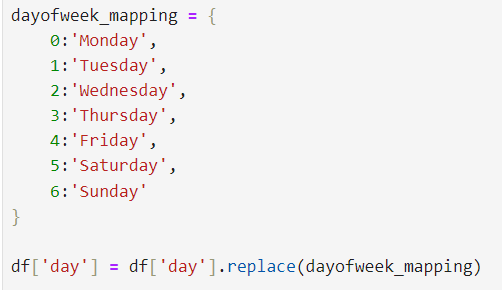 dayofweek_mapping = {
    0:'Monday',
    1:'Tuesday',
    2:'Wednesday',
    3:'Thursday',
    4:'Friday',
    5:'Saturday',
    6:'Sunday'
}
df['day'] = df['day'].replace(dayofweek_mapping)